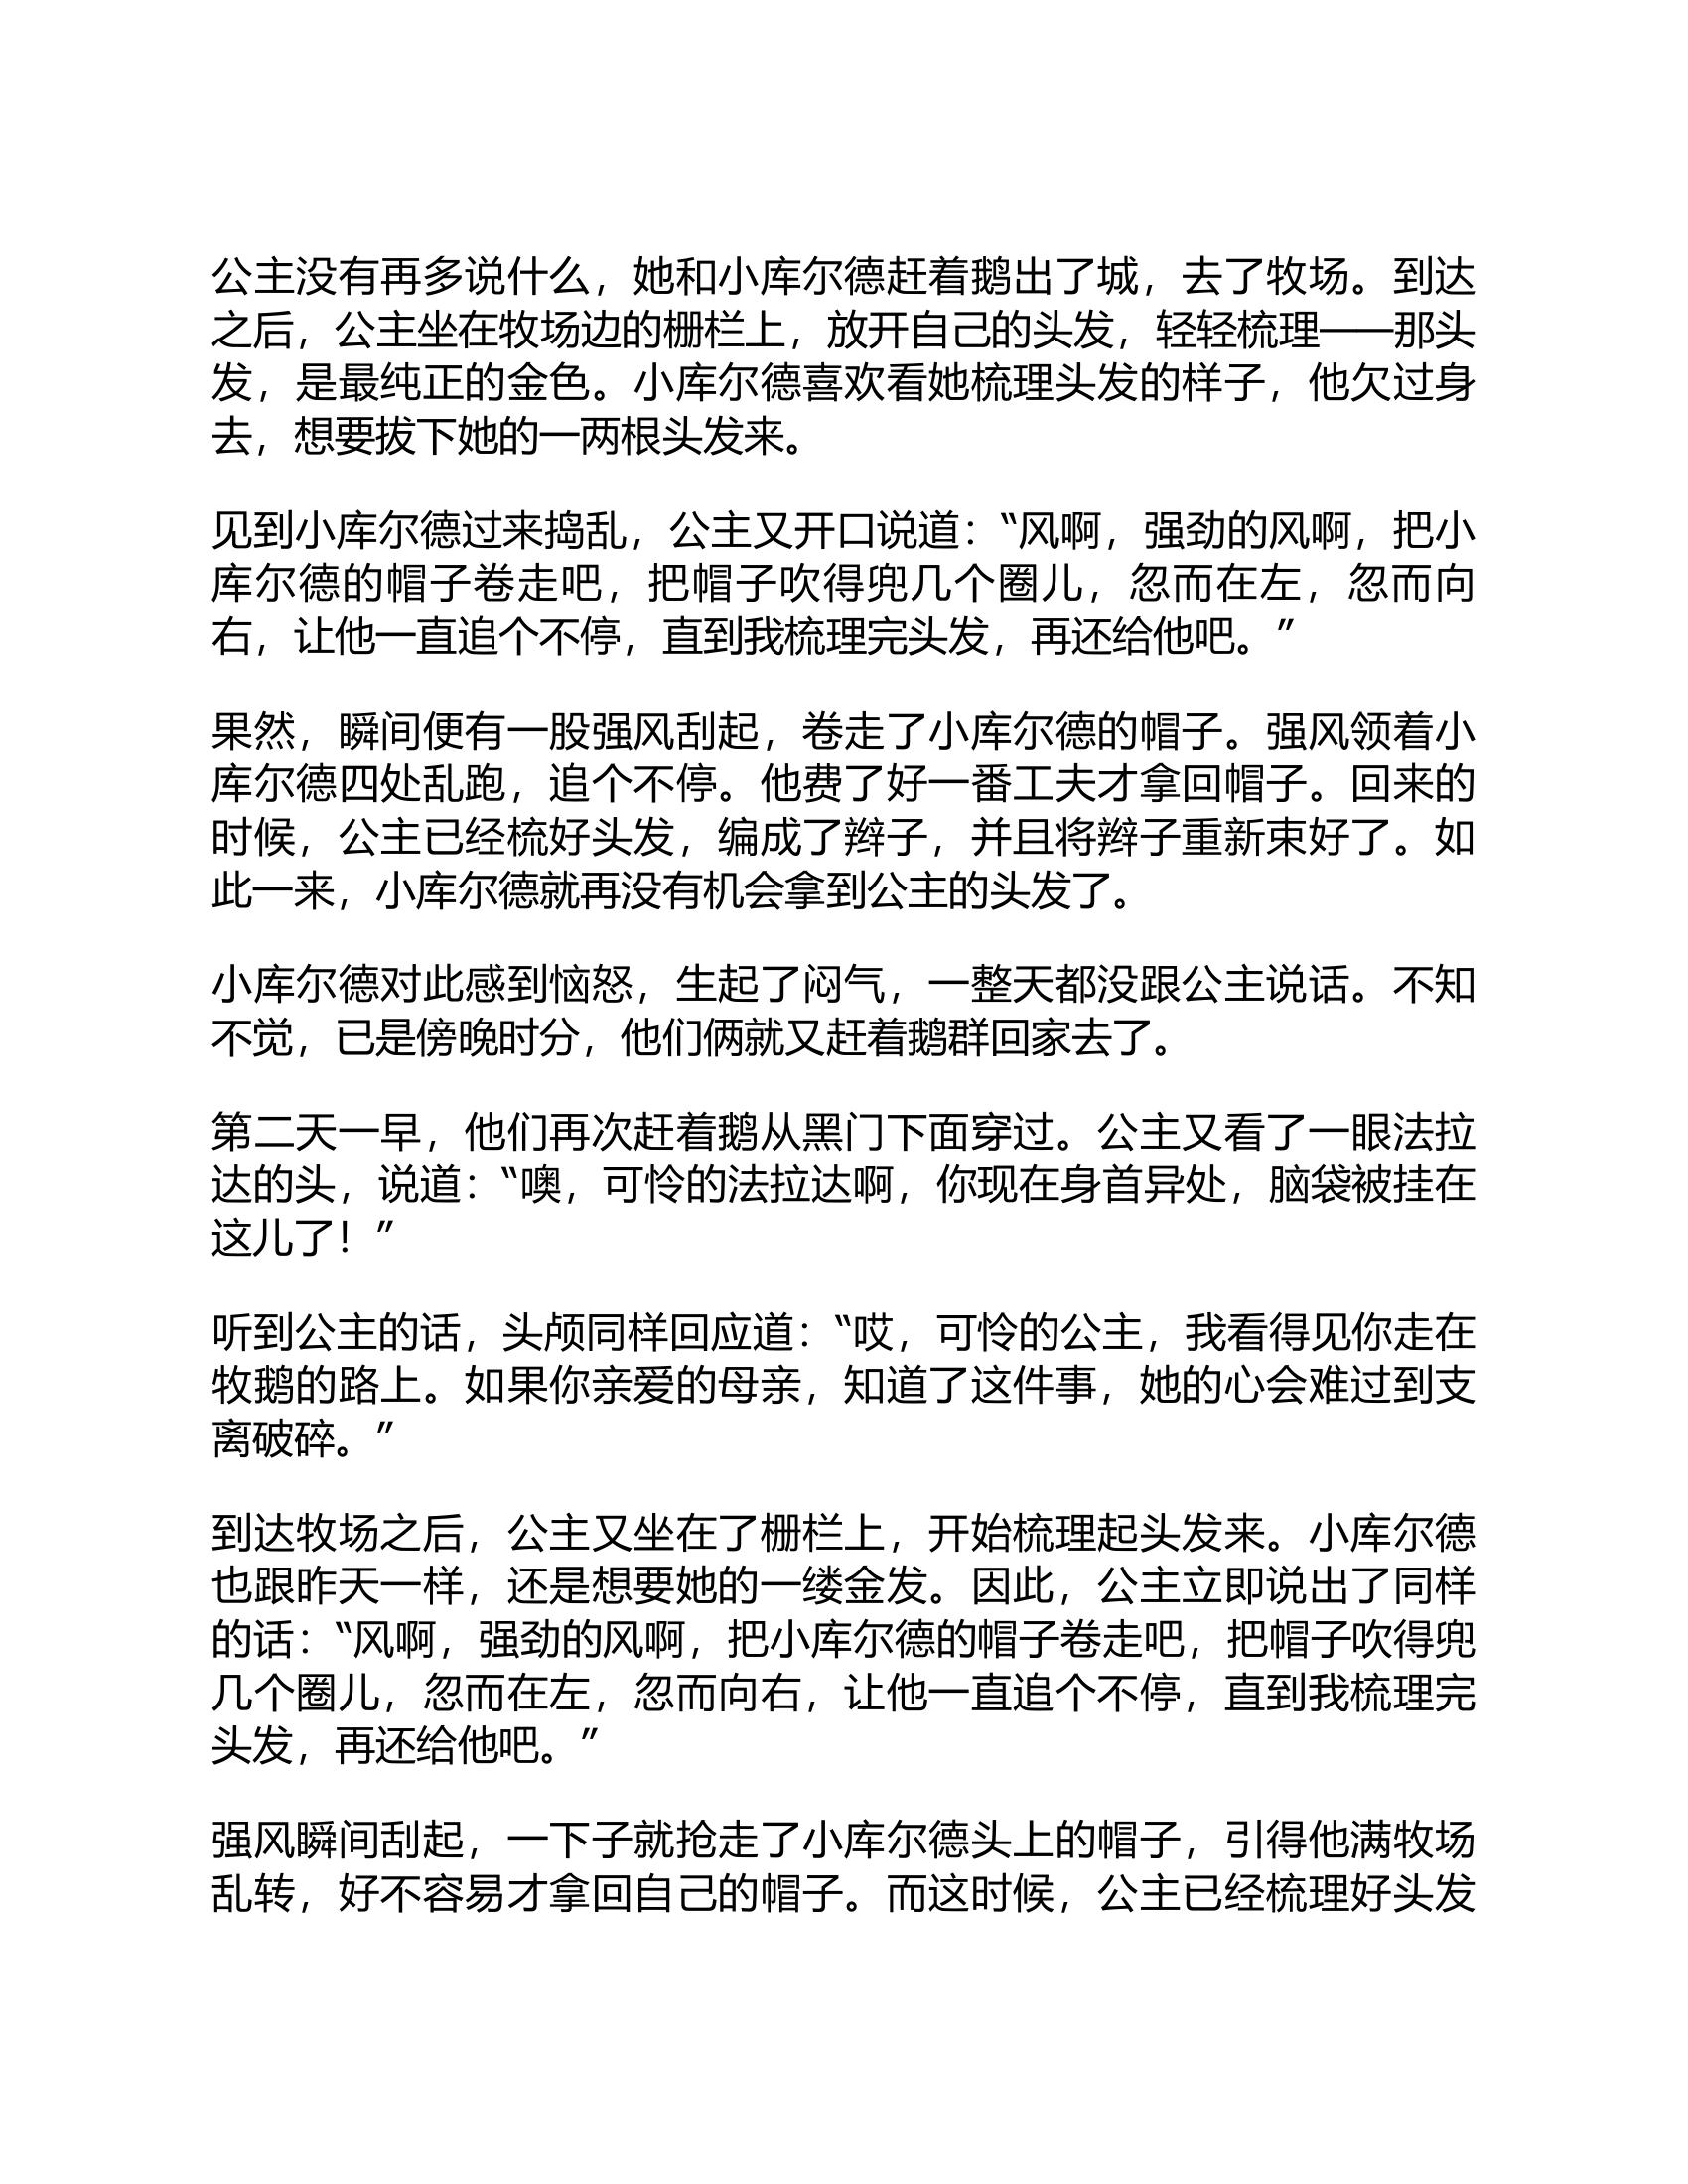 公主没有再多说什么，她和小库尔德赶着鹅出了城，去了牧场。到达
之后，公主坐在牧场边的栅栏上，放开自己的头发，轻轻梳理——那头
发，是最纯正的金色。小库尔德喜欢看她梳理头发的样子，他欠过身
去，想要拔下她的一两根头发来。
见到小库尔德过来捣乱，公主又开口说道：“风啊，强劲的风啊，把小
库尔德的帽子卷走吧，把帽子吹得兜几个圈儿，忽而在左，忽而向
右，让他一直追个不停，直到我梳理完头发，再还给他吧。”
果然，瞬间便有一股强风刮起，卷走了小库尔德的帽子。强风领着小
库尔德四处乱跑，追个不停。他费了好一番工夫才拿回帽子。回来的
时候，公主已经梳好头发，编成了辫子，并且将辫子重新束好了。如
此一来，小库尔德就再没有机会拿到公主的头发了。
小库尔德对此感到恼怒，生起了闷气，一整天都没跟公主说话。不知
不觉，已是傍晚时分，他们俩就又赶着鹅群回家去了。
第二天一早，他们再次赶着鹅从黑门下面穿过。公主又看了一眼法拉
达的头，说道：“噢，可怜的法拉达啊，你现在身首异处，脑袋被挂在
这儿了！”
听到公主的话，头颅同样回应道：“哎，可怜的公主，我看得见你走在
牧鹅的路上。如果你亲爱的母亲，知道了这件事，她的心会难过到支
离破碎。”
到达牧场之后，公主又坐在了栅栏上，开始梳理起头发来。小库尔德
也跟昨天一样，还是想要她的一缕金发。因此，公主立即说出了同样
的话：“风啊，强劲的风啊，把小库尔德的帽子卷走吧，把帽子吹得兜
几个圈儿，忽而在左，忽而向右，让他一直追个不停，直到我梳理完
头发，再还给他吧。”
强风瞬间刮起，一下子就抢走了小库尔德头上的帽子，引得他满牧场
乱转，好不容易才拿回自己的帽子。而这时候，公主已经梳理好头发